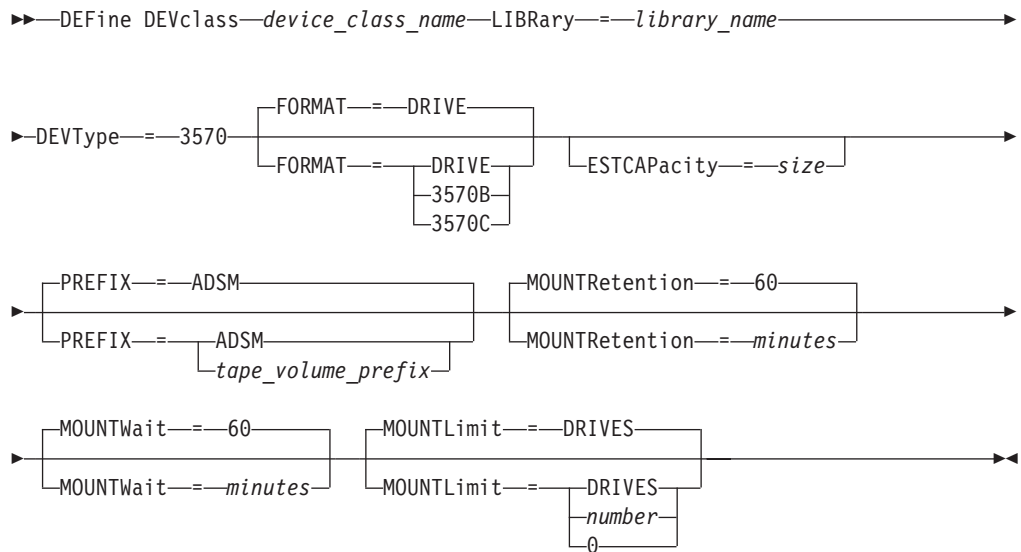 DEFine DEVclass device_class_name LIBRary = library_name
FORMAT = DRIVE
DEVType = 3570
FORMAT = DRIVE
3570B
3570C
ESTCAPacity = size
PREFIX = ADSM
PREFIX = ADSM
tape_volume_prefix
MOUNTRetention = 60
MOUNTRetention = minutes
MOUNTWait = 60
MOUNTWait = minutes
MOUNTLimit = DRIVES
MOUNTLimit = DRIVES
number
0